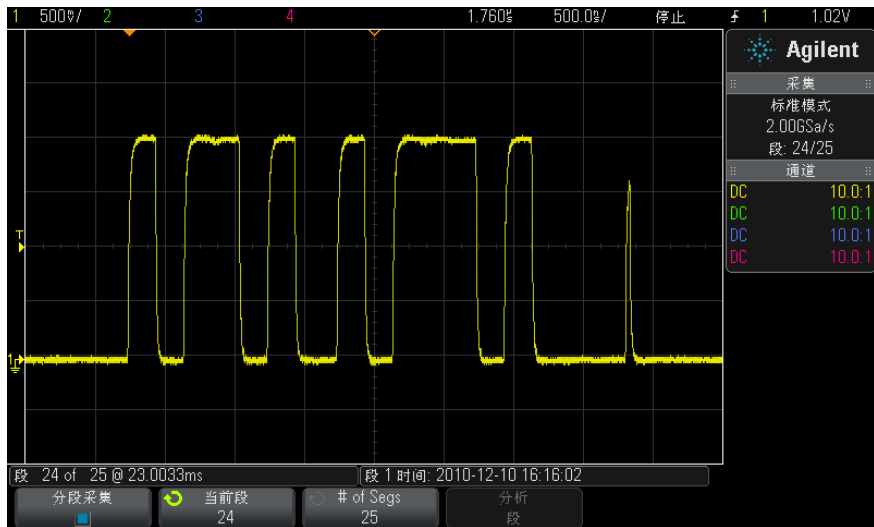 1 500V/ 2 3 4 1.760s 500.0s/ 停止 1 1.02V
Agilent
采集
标准模式
2.00GSa/s
段: 24/25
通道
DC 10.0:1
DC 10.0:1
DC 10.0:1
DC 10.0:1
T
1
段 24 of 25 @ 23.0033ms 段 1 时间: 2010-12-10 16:16:02
分段采集 当前段 # of Segs 分析
24 25 段